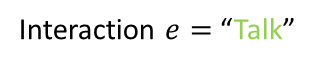 Interaction 𝑒 = “Talk”